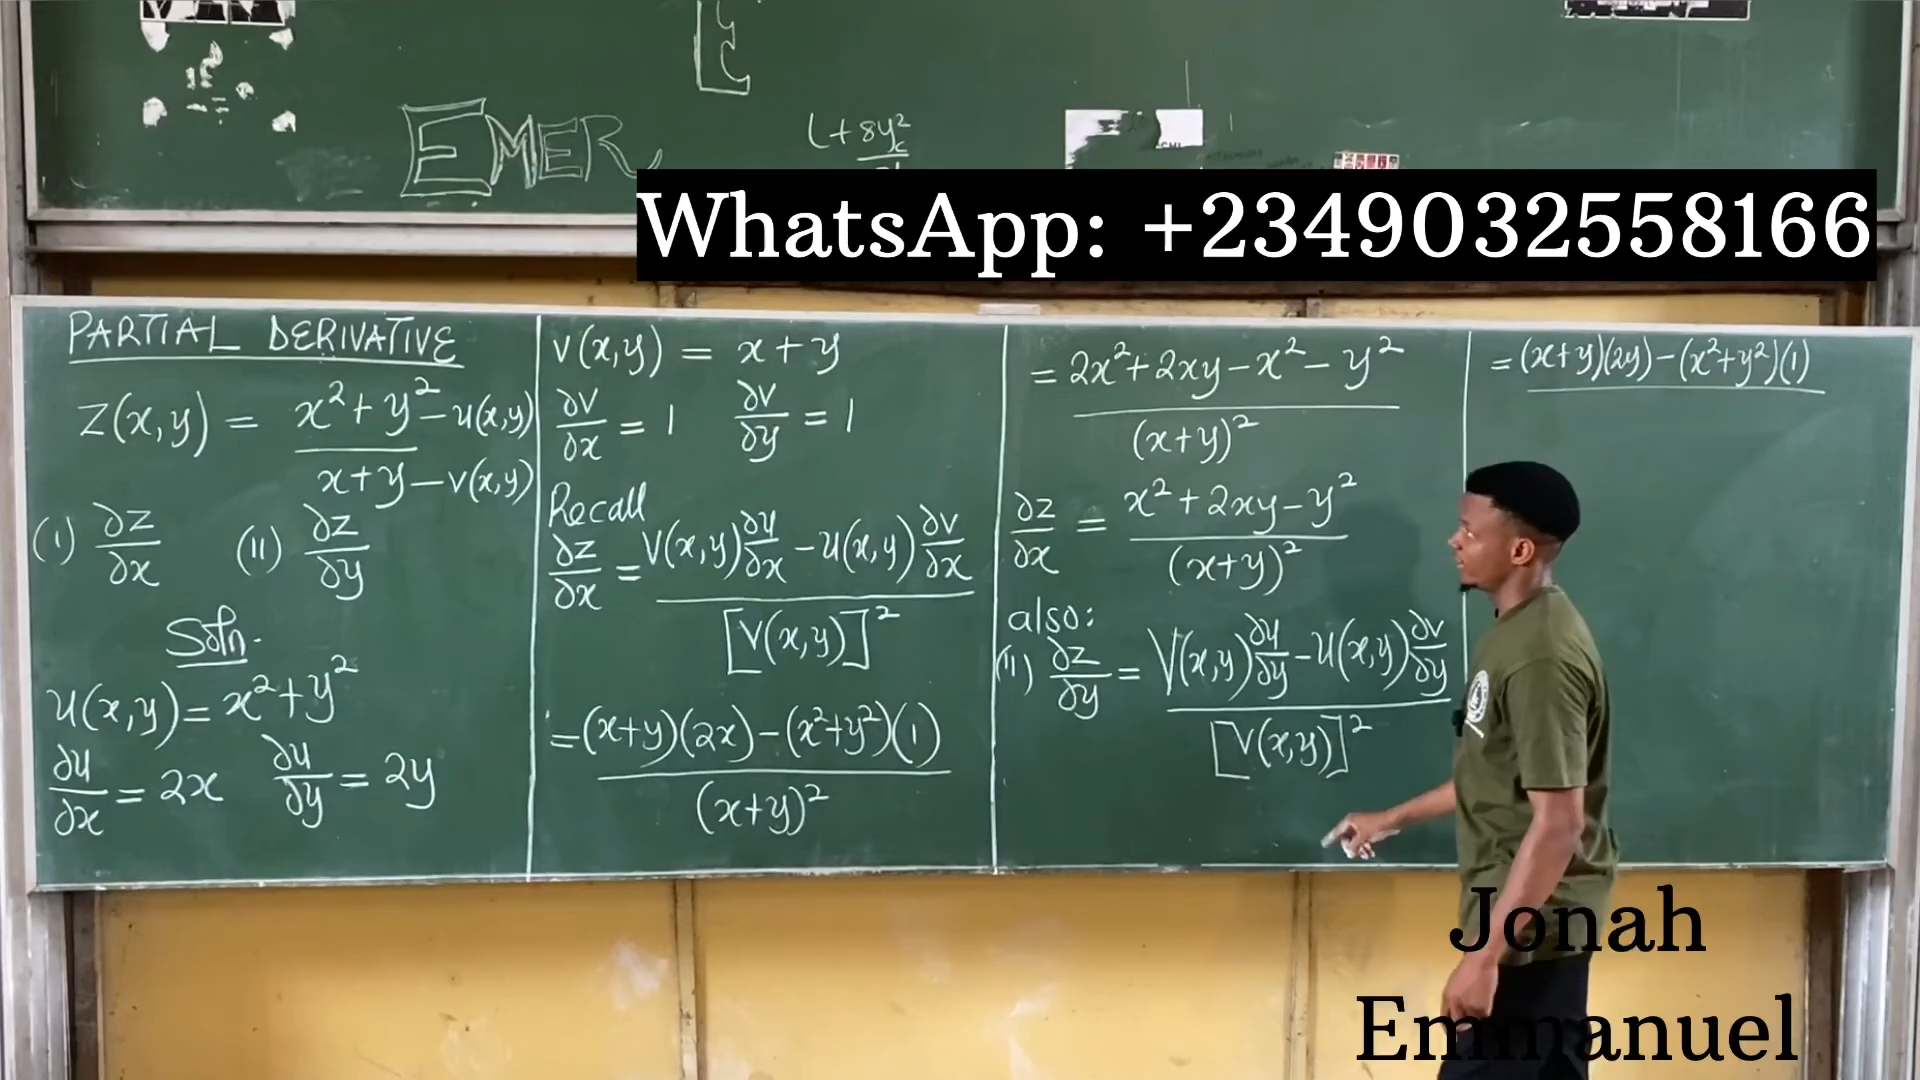 EMER
(+8y²
WhatsApp: +2349032558166
PARTIAL DERIVATIVE
Z(x,y) = x²+y² – u(x,y)
x+y – v(x,y)
(i) ∂z/∂x (ii) ∂z/∂y
Soln.
u(x,y) = x²+y²
∂u/∂x = 2x ∂u/∂y = 2y
v(x,y) = x+y
∂v/∂x = 1 ∂v/∂y = 1
Recall
∂z/∂x = V(x,y)∂u/∂x – u(x,y)∂v/∂x
[V(x,y)]²
=(x+y)(2x)–(x²+y²)(1)
(x+y)²
= 2x²+2xy–x²–y²
(x+y)²
∂z/∂x = x²+2xy–y²
(x+y)²
also:
(ii) ∂z/∂y = V(x,y)∂u/∂y – u(x,y)∂v/∂y
[V(x,y)]²
=(x+y)(2y)–(x²+y²)(1)
Jonah
Emmanuel